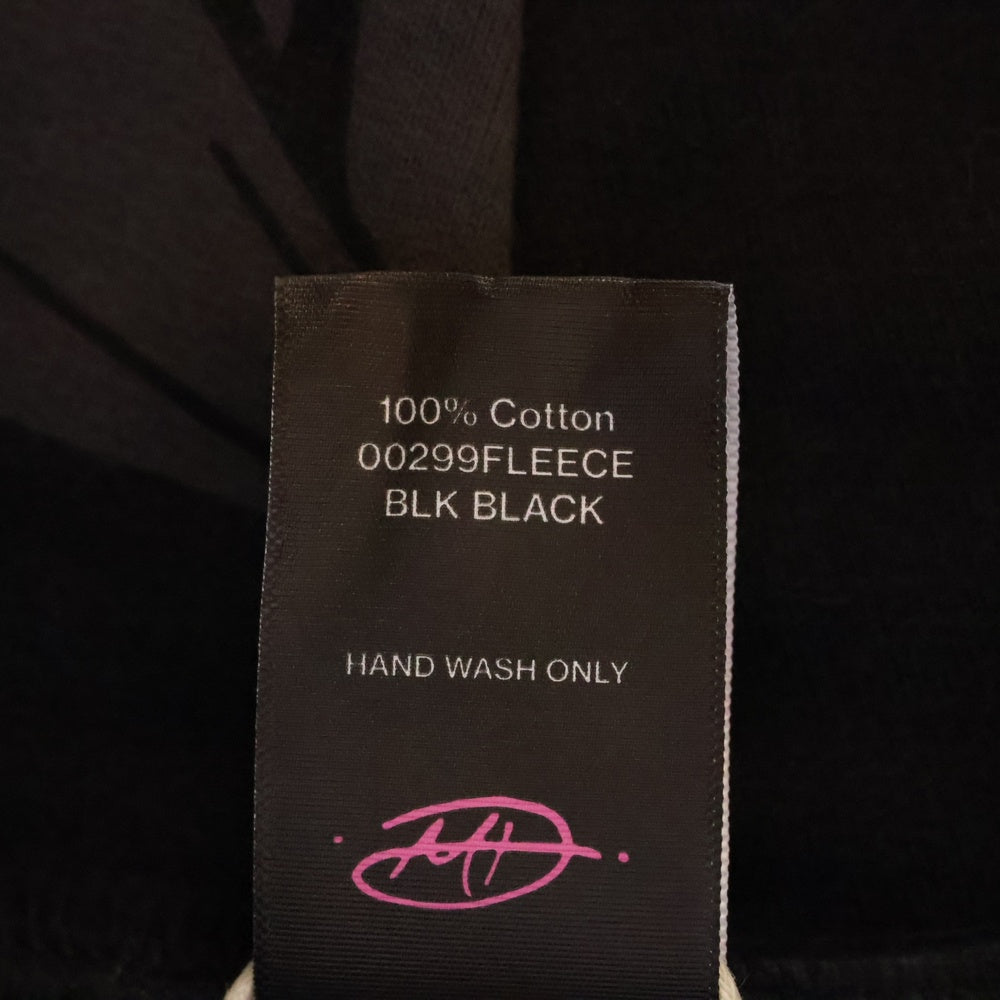 100% Cotton
00299FLEECE
BLK BLACK
HAND WASH ONLY